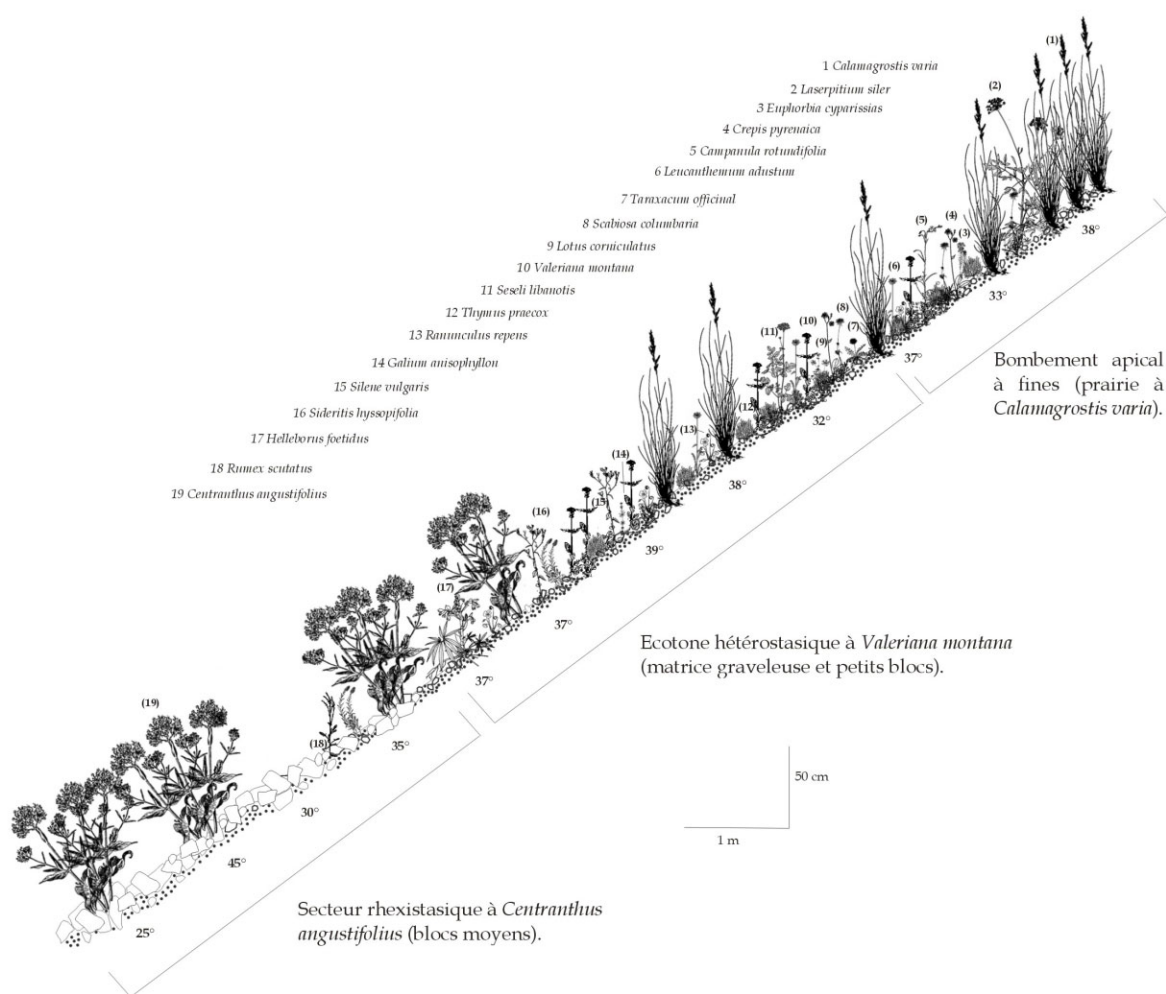 1 Calamagrostis varia
2 Laserpitium siler
3 Euphorbia cyparissias
4 Crepis pyrenaica
5 Campanula rotundifolia
6 Leucanthemum adustum
7 Taraxacum officinal
8 Scabiosa columbaria
9 Lotus corniculatus
10 Valeriana montana
11 Seseli libanotis
12 Thymus praecox
13 Ranunculus repens
14 Galium anisophyllon
15 Silene vulgaris
16 Sideritis hyssopifolia
17 Helleborus foetidus
18 Rumex scutatus
19 Centranthus angustifolius
(1)
(2)
(3)
(4)
(5)
(6)
(7)
(8)
(9)
(10)
(11)
(12)
(13)
(14)
(15)
(16)
(17)
(18)
(19)
38°
33°
37°
32°
38°
39°
37°
37°
35°
30°
45°
25°
Bombement apical
à fines (prairie à
Calamagrostis varia).
Ecotone hétérostasique à Valeriana montana
(matrice graveleuse et petits blocs).
50 cm
1 m
Secteur rhexistasique à Centranthus
angustifolius (blocs moyens).